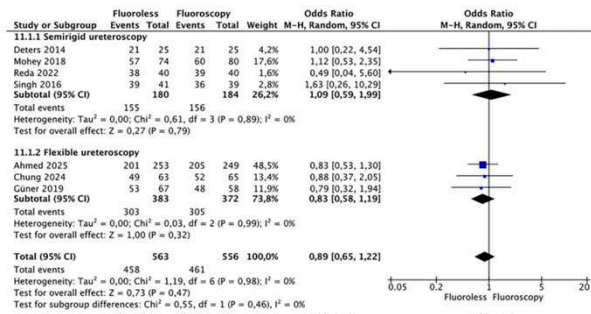 Fluoroless Fluoroscopy Odds Ratio Odds Ratio
Study or Subgroup Events Total Events Total Weight M-H, Random, 95% CI M-H, Random, 95% CI
11.1.1 Semirigid ureteroscopy
Deters 2014 21 25 21 25 4,2% 1,00 [0,22, 4,54]
Mohey 2018 57 74 60 80 11,0% 1,12 [0,53, 2,35]
Reda 2022 38 40 39 40 1,6% 0,49 [0,04, 5,60]
Singh 2016 39 41 36 39 2,8% 1,63 [0,26, 10,29]
Subtotal (95% CI) 180 184 26,2% 1,09 [0,59, 1,99]
Total events 155 156
Heterogeneity: Tau² = 0,00; Chi² = 0,61, df = 3 (P = 0,89); I² = 0%
Test for overall effect: Z = 0,27 (P = 0,79)
11.1.2 Flexible ureteroscopy
Ahmed 2025 201 253 205 249 48,5% 0,83 [0,53, 1,30]
Chung 2024 49 63 52 65 13,4% 0,88 [0,37, 2,05]
Güner 2019 53 67 48 58 11,9% 0,79 [0,32, 1,94]
Subtotal (95% CI) 383 372 73,8% 0,83 [0,58, 1,19]
Total events 303 305
Heterogeneity: Tau² = 0,00; Chi² = 0,03, df = 2 (P = 0,99); I² = 0%
Test for overall effect: Z = 1,00 (P = 0,32)
Total (95% CI) 563 556 100,0% 0,89 [0,65, 1,22]
Total events 458 461
Heterogeneity: Tau² = 0,00; Chi² = 1,19, df = 6 (P = 0,98); I² = 0%
Test for overall effect: Z = 0,73 (P = 0,47)
Test for subgroup differences: Chi² = 0,55, df = 1 (P = 0,46), I² = 0%
0.05 0.2 1 5 20
Fluoroless Fluoroscopy